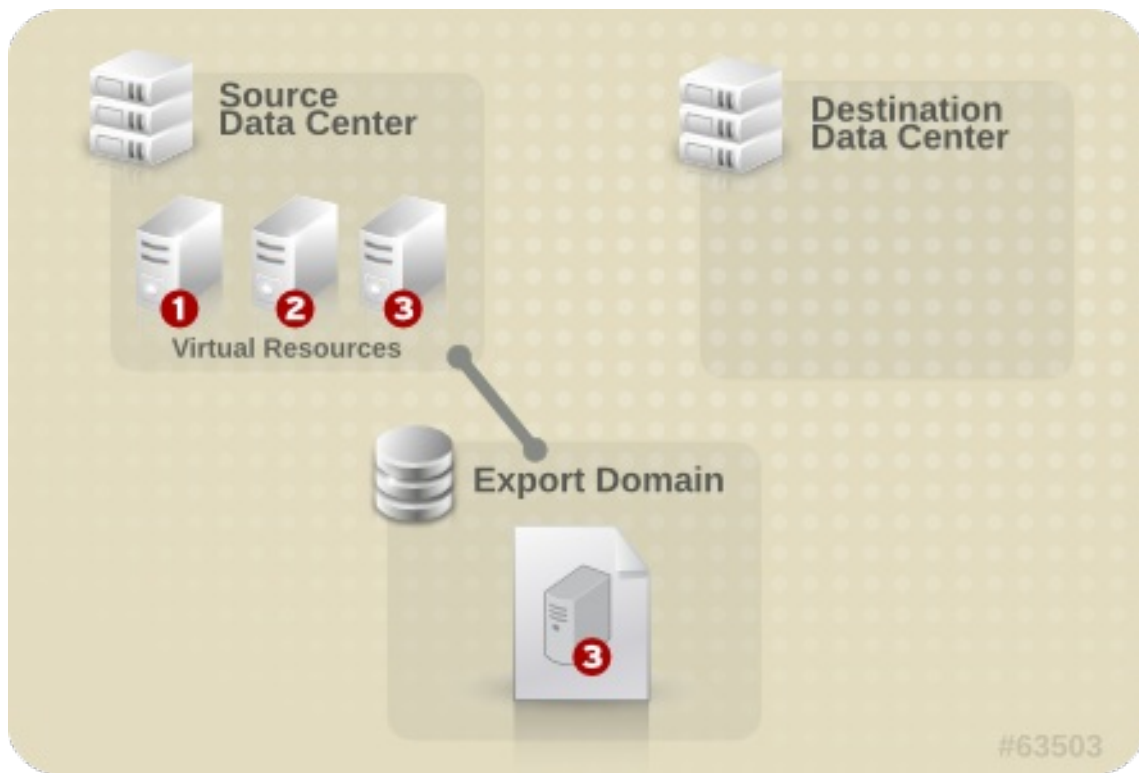 Source
Data Center
Destination
Data Center
1
2
3
Virtual Resources
Export Domain
3
#63503